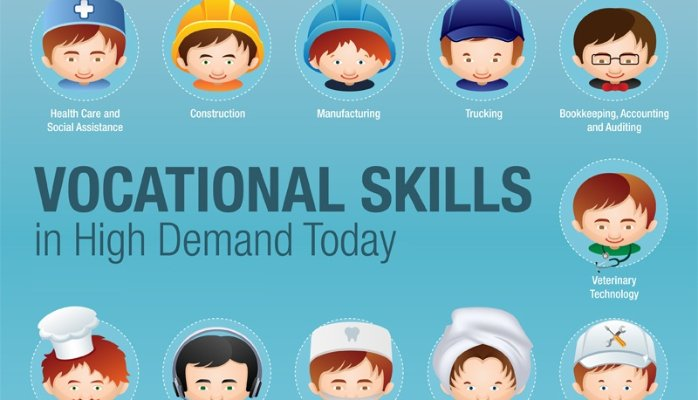 Health Care and
Social Assistance
Construction
Manufacturing
Trucking
Bookkeeping, Accounting
and Auditing
VOCATIONAL SKILLS
in High Demand Today
Veterinary
Technology